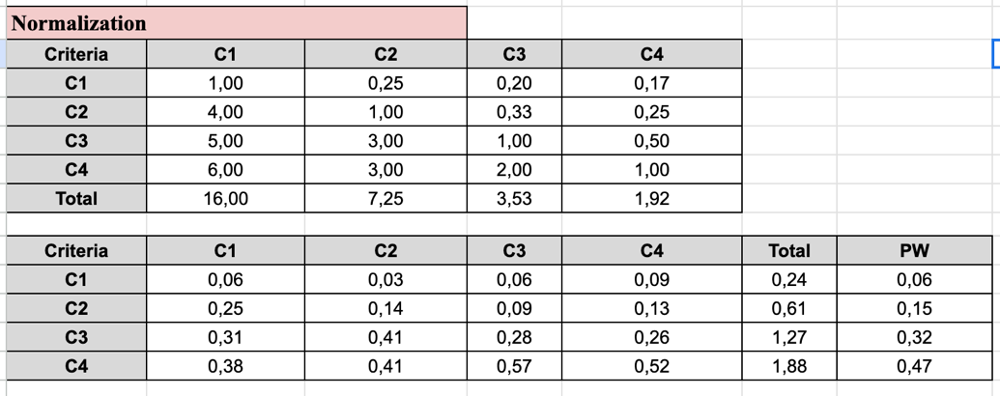 Normalization
Criteria C1 C2 C3 C4
C1 1,00 0,25 0,20 0,17
C2 4,00 1,00 0,33 0,25
C3 5,00 3,00 1,00 0,50
C4 6,00 3,00 2,00 1,00
Total 16,00 7,25 3,53 1,92
Criteria C1 C2 C3 C4 Total PW
C1 0,06 0,03 0,06 0,09 0,24 0,06
C2 0,25 0,14 0,09 0,13 0,61 0,15
C3 0,31 0,41 0,28 0,26 1,27 0,32
C4 0,38 0,41 0,57 0,52 1,88 0,47